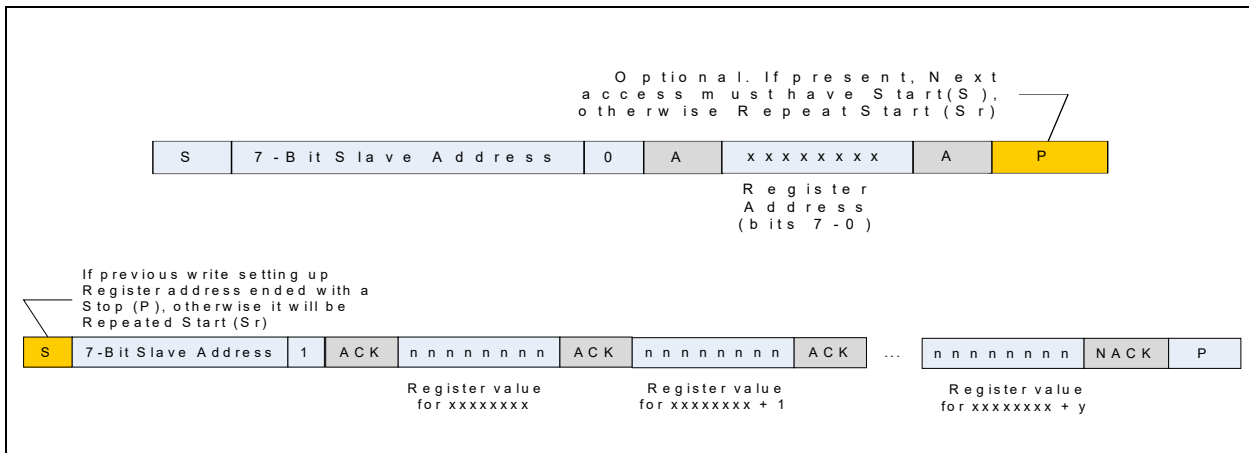 Optional. If present, Next
access must have Start(S),
otherwise Repeat Start (Sr)
S 7-Bit Slave Address 0 A xxxxxxxx A P
Register
Address
(bits 7-0)
If previous write setting up
Register address ended with a
Stop (P), otherwise it will be
Repeated Start (Sr)
S 7-Bit Slave Address 1 ACK nnnnnnnn ACK nnnnnnnn ACK ... nnnnnnnn NACK P
Register value
for xxxxxxxx
Register value
for xxxxxxxx + 1
Register value
for xxxxxxxx + y